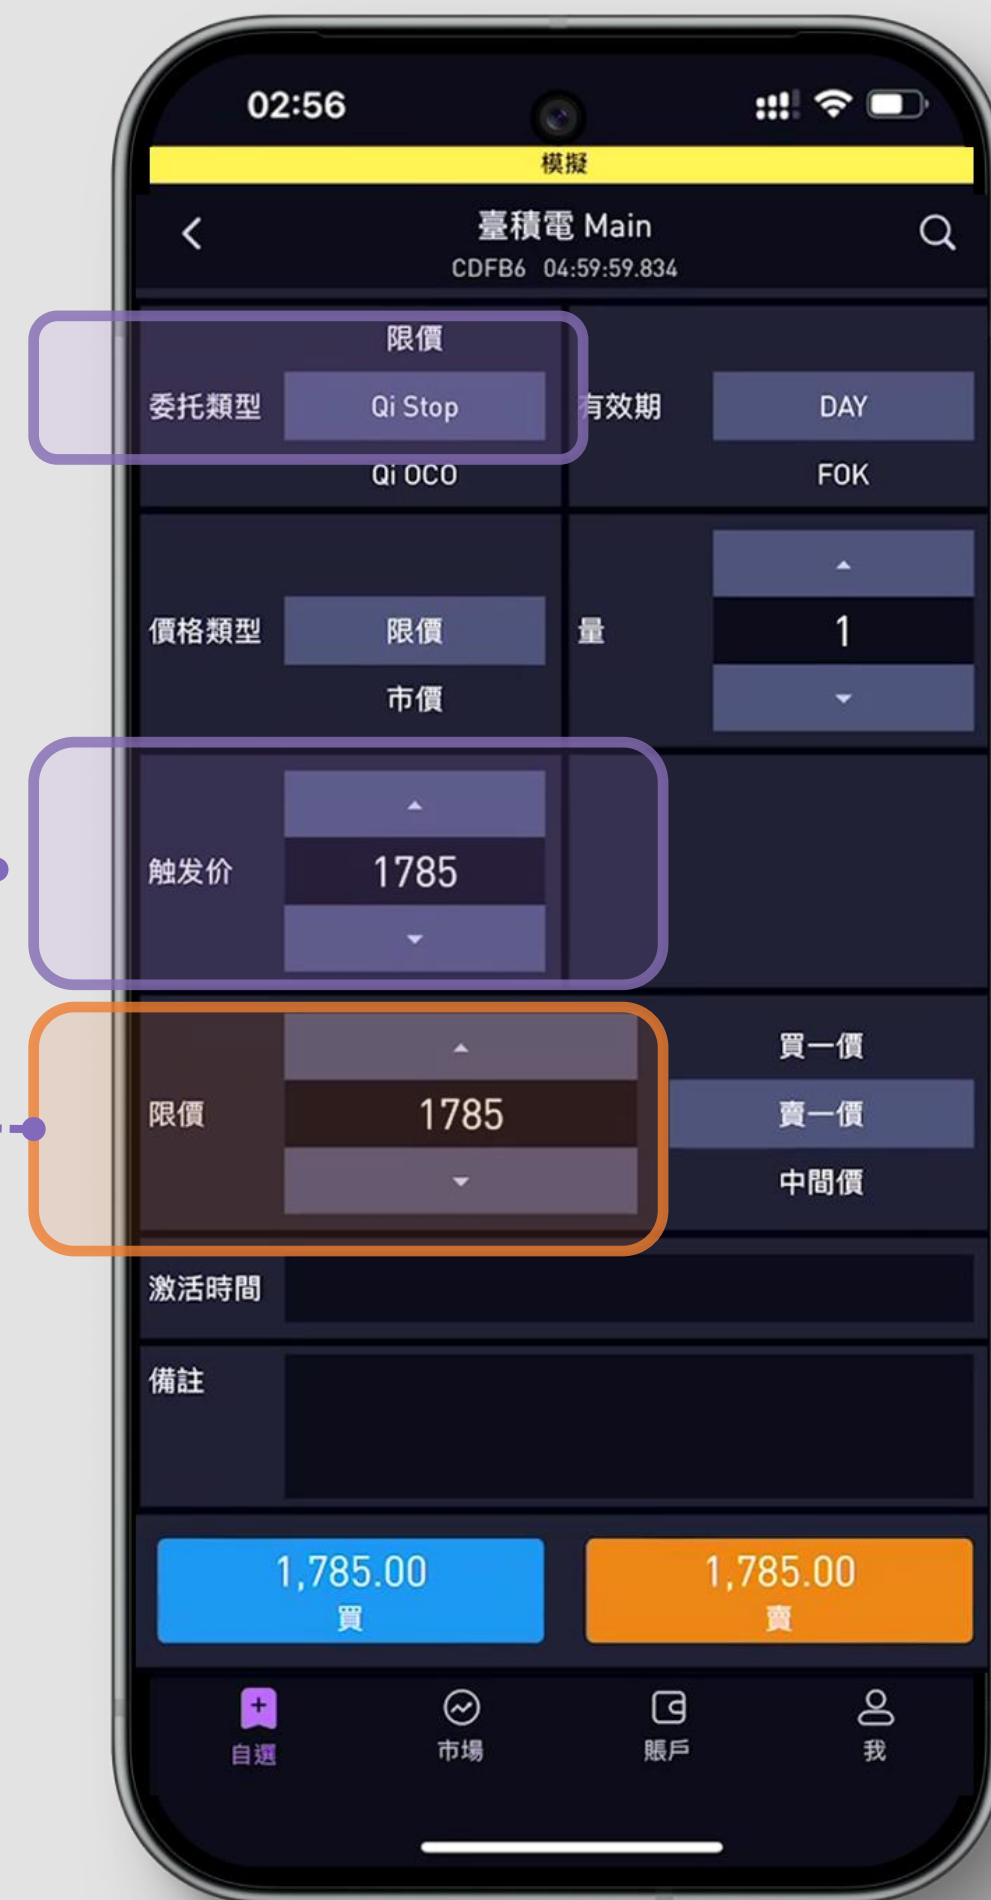 02:56
模擬
臺積電 Main
CDFB6 04:59:59.834
限價
委托類型 Qi Stop 有效期 DAY
Qi OCO FOK
價格類型 限價 量 1
市價
触发价 1785
買一價
限價 1785 賣一價
中間價
激活時間
備註
1,785.00 1,785.00
買 賣
自選 市場 賬戶 我